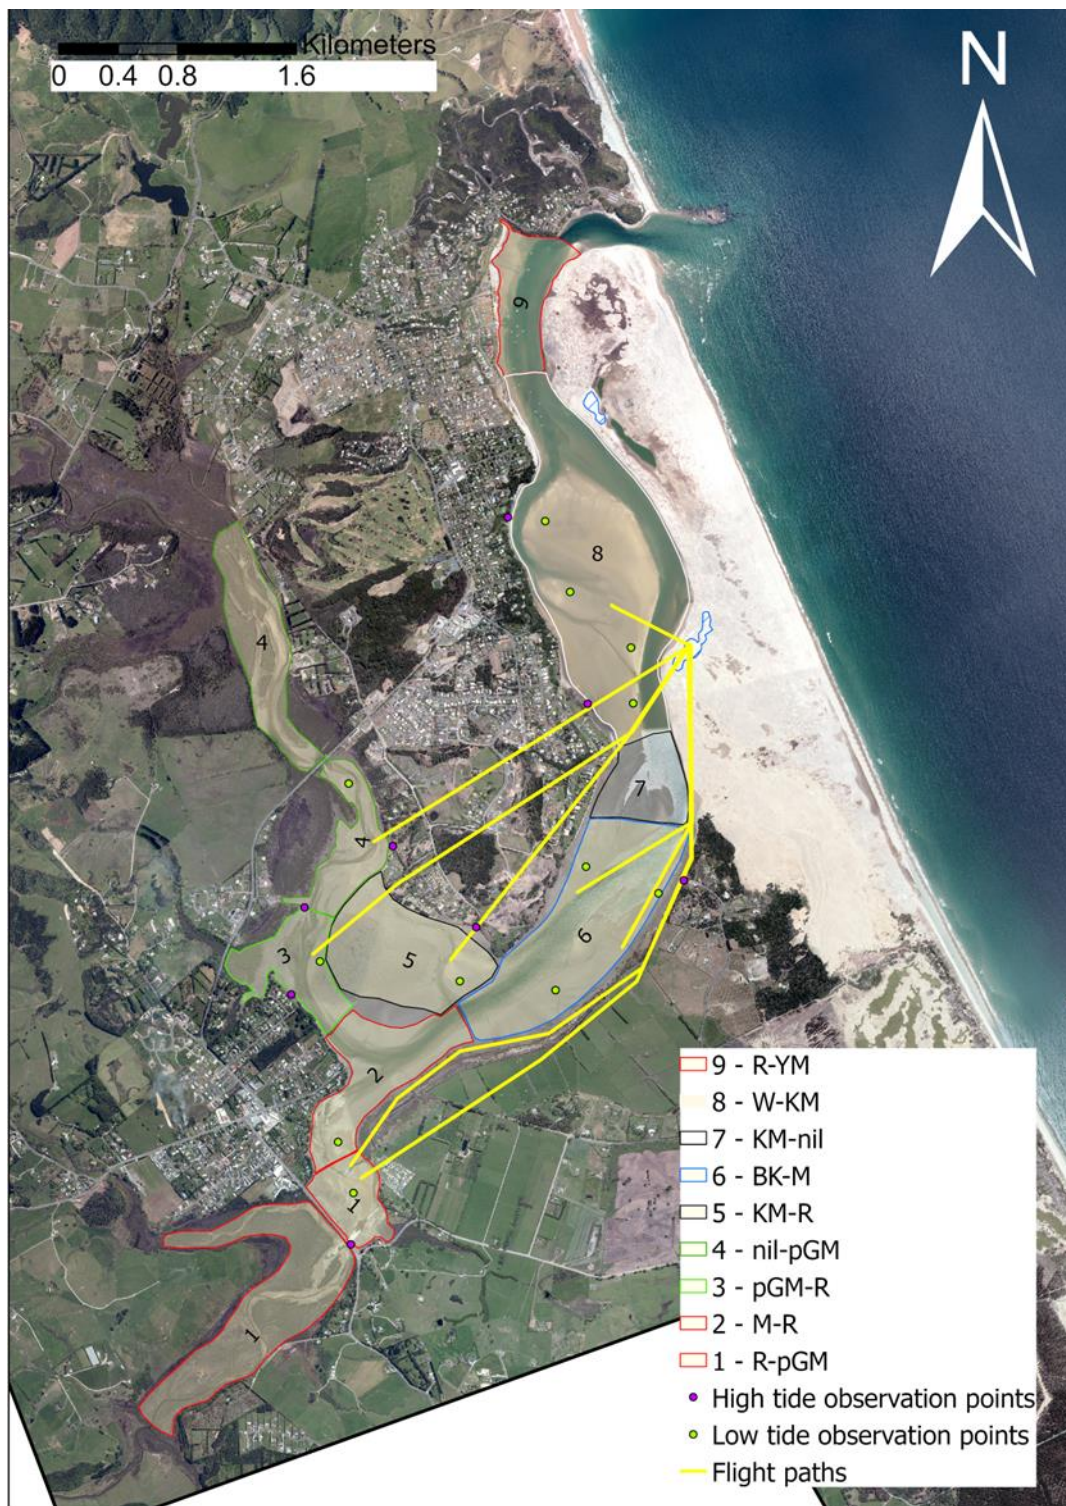 Kilometers
0 0.4 0.8 1.6
N
9
8
4
7
4
6
3
5
2
1
1
9 - R-YM
8 - W-KM
7 - KM-nil
6 - BK-M
5 - KM-R
4 - nil-pGM
3 - pGM-R
2 - M-R
1 - R-pGM
High tide observation points
Low tide observation points
Flight paths